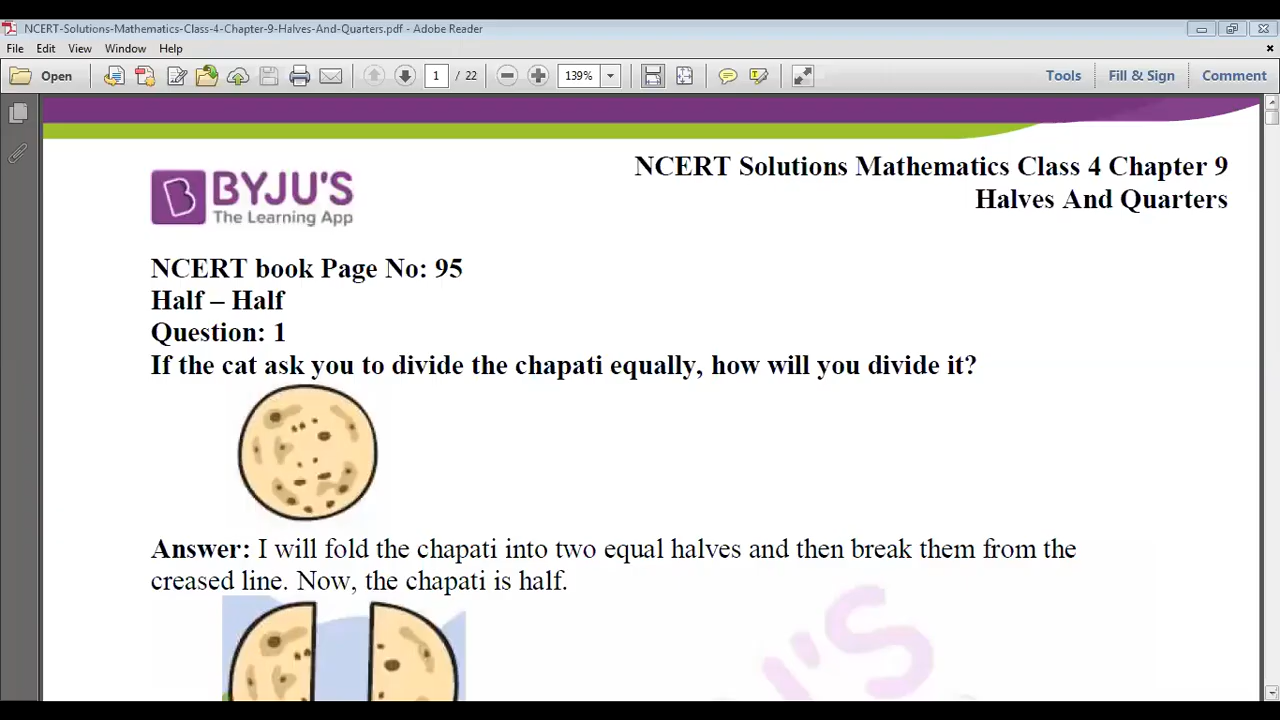 NCERT-Solutions-Mathematics-Class-4-Chapter-9-Halves-And-Quarters.pdf - Adobe Reader
File Edit View Window Help
Open 1 / 22 139% Tools Fill & Sign Comment
BYJU'S
The Learning App
NCERT Solutions Mathematics Class 4 Chapter 9
Halves And Quarters
NCERT book Page No: 95
Half – Half
Question: 1
If the cat ask you to divide the chapati equally, how will you divide it?
Answer: I will fold the chapati into two equal halves and then break them from the
creased line. Now, the chapati is half.